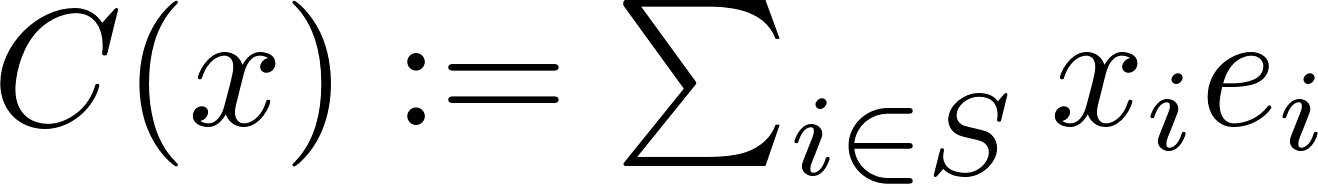 C(x) := ∑_{i∈S} x_i e_i